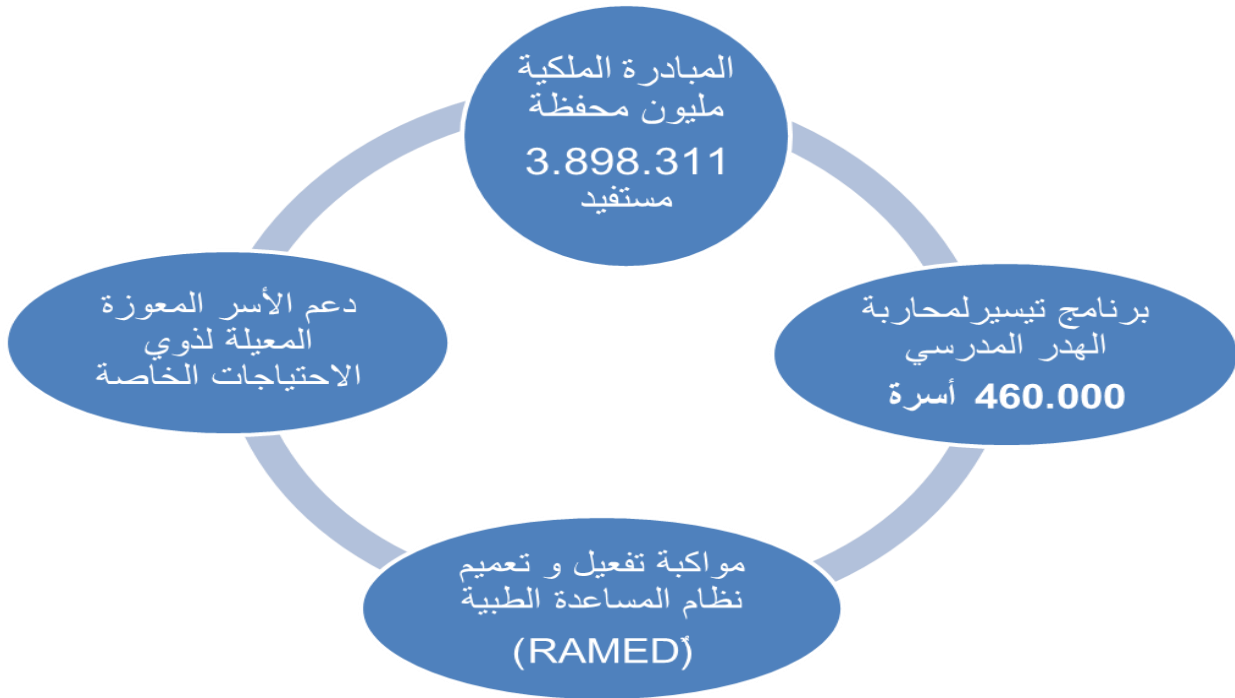 المبادرة الملكية
مليون محفظة
3.898.311
مستفيد
برنامج تيسيرلمحاربة
الهدر المدرسي
460.000 أسرة
دعم الأسر المعوزة
المعيلة لذوي
الاحتياجات الخاصة
مواكبة تفعيل و تعميم
نظام المساعدة الطبية
(RAMED)ٌ